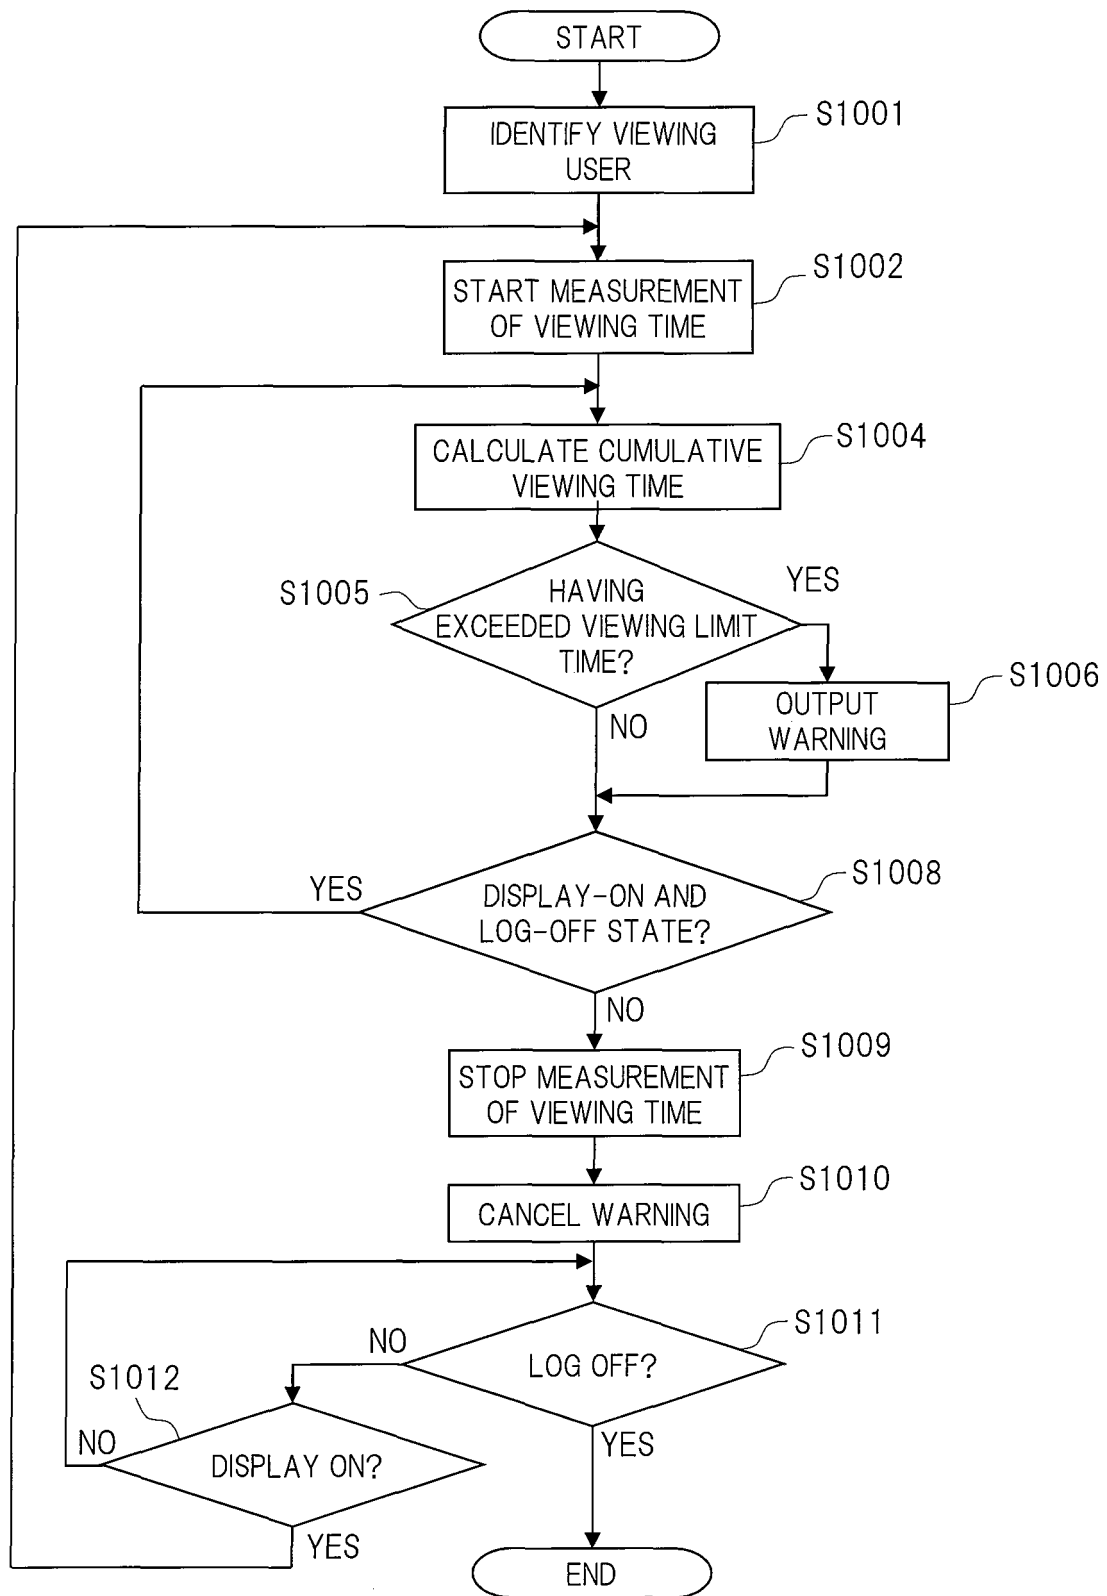 START
IDENTIFY VIEWING
USER
S1001
START MEASUREMENT
OF VIEWING TIME
S1002
CALCULATE CUMULATIVE
VIEWING TIME
S1004
S1005
HAVING
EXCEEDED VIEWING LIMIT
TIME?
YES
NO
OUTPUT
WARNING
S1006
YES
DISPLAY-ON AND
LOG-OFF STATE?
S1008
NO
STOP MEASUREMENT
OF VIEWING TIME
S1009
CANCEL WARNING
S1010
NO
LOG OFF?
S1011
S1012
NO
DISPLAY ON?
YES
YES
END